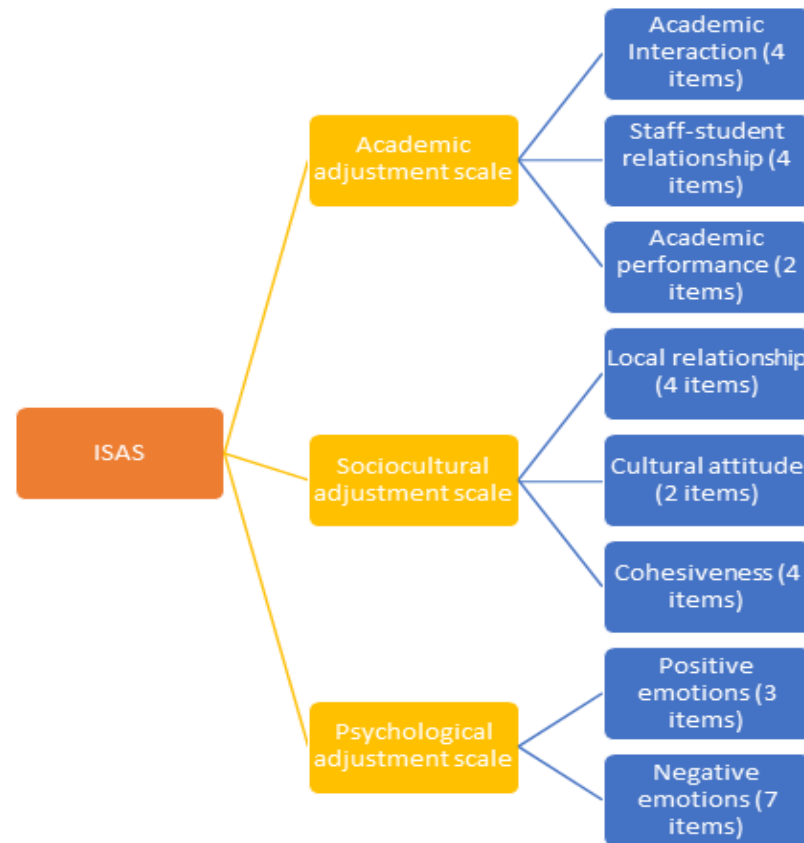 Academic
Interaction (4
items)
Academic
adjustment scale
Staff-student
relationship (4
items)
Academic
performance (2
items)
Local relationship
(4 items)
ISAS
Sociocultural
adjustment scale
Cultural attitude
(2 items)
Cohesiveness (4
items)
Positive
emotions (3
items)
Psychological
adjustment scale
Negative
emotions (7
items)